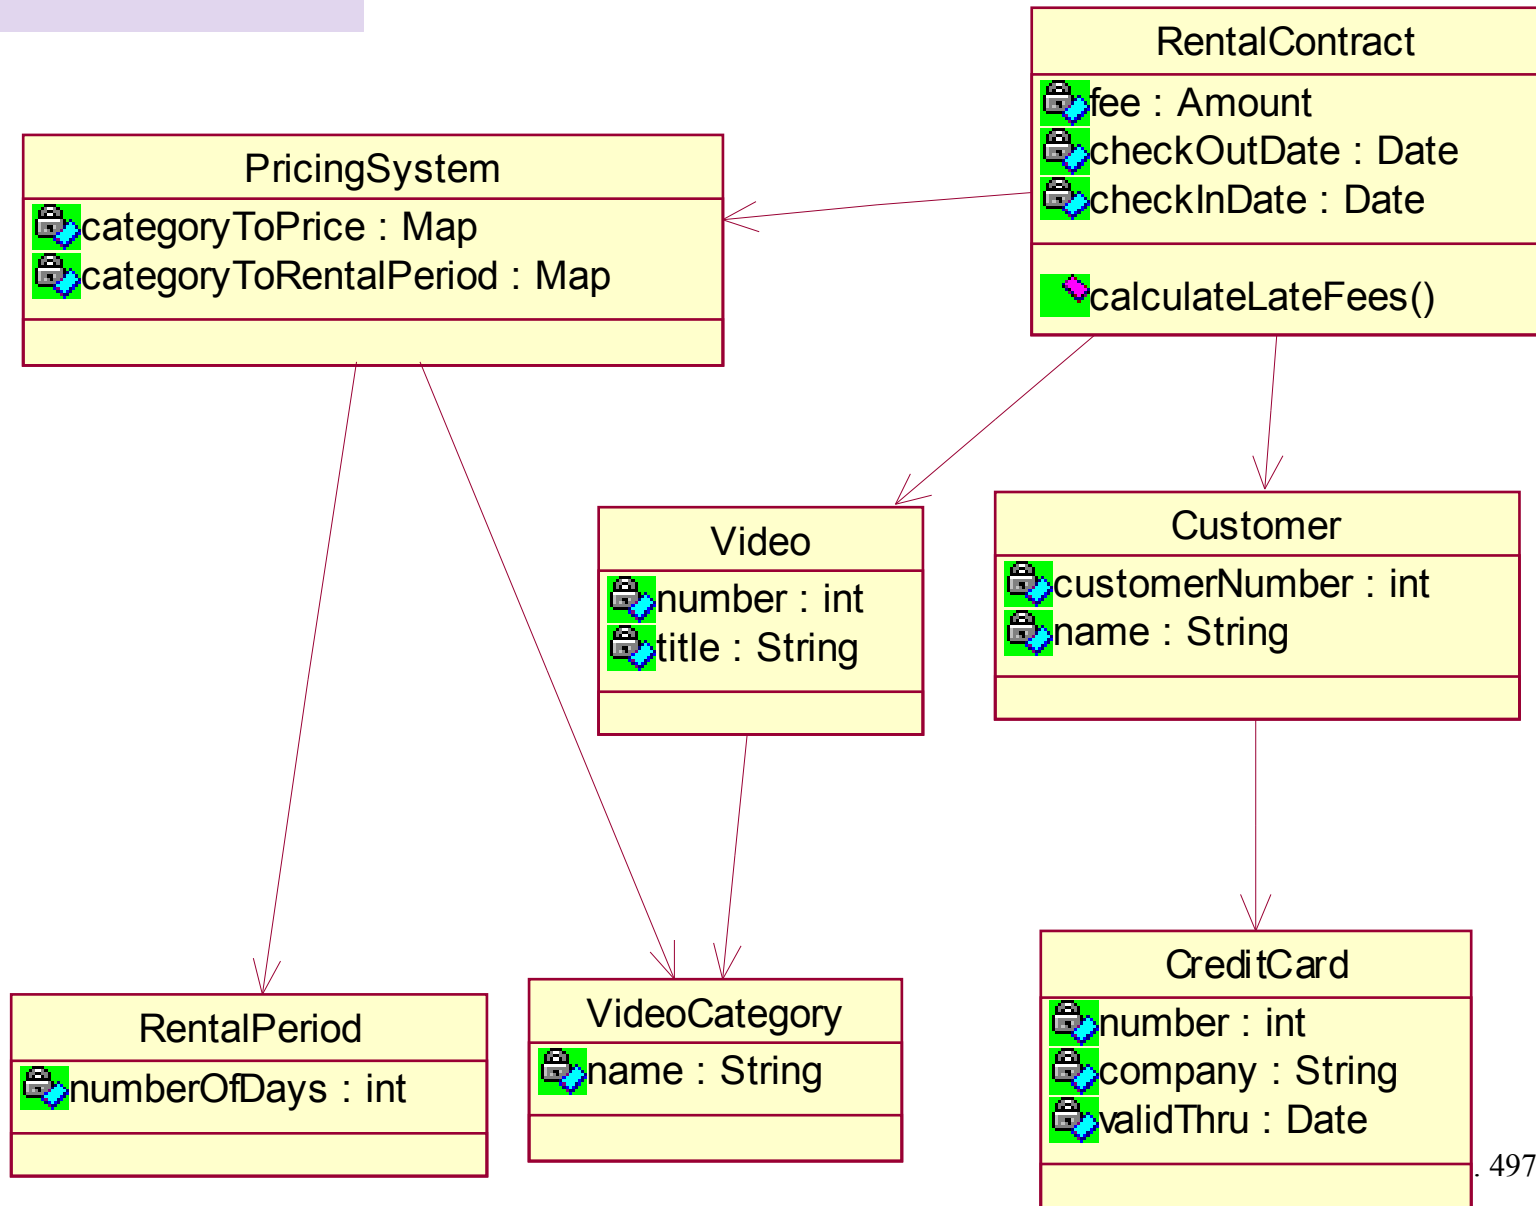 RentalContract
fee : Amount
checkOutDate : Date
checkInDate : Date
calculateLateFees()
PricingSystem
categoryToPrice : Map
categoryToRentalPeriod : Map
Video
number : int
title : String
Customer
customerNumber : int
name : String
RentalPeriod
numberOfDays : int
VideoCategory
name : String
CreditCard
number : int
company : String
validThru : Date
. 497